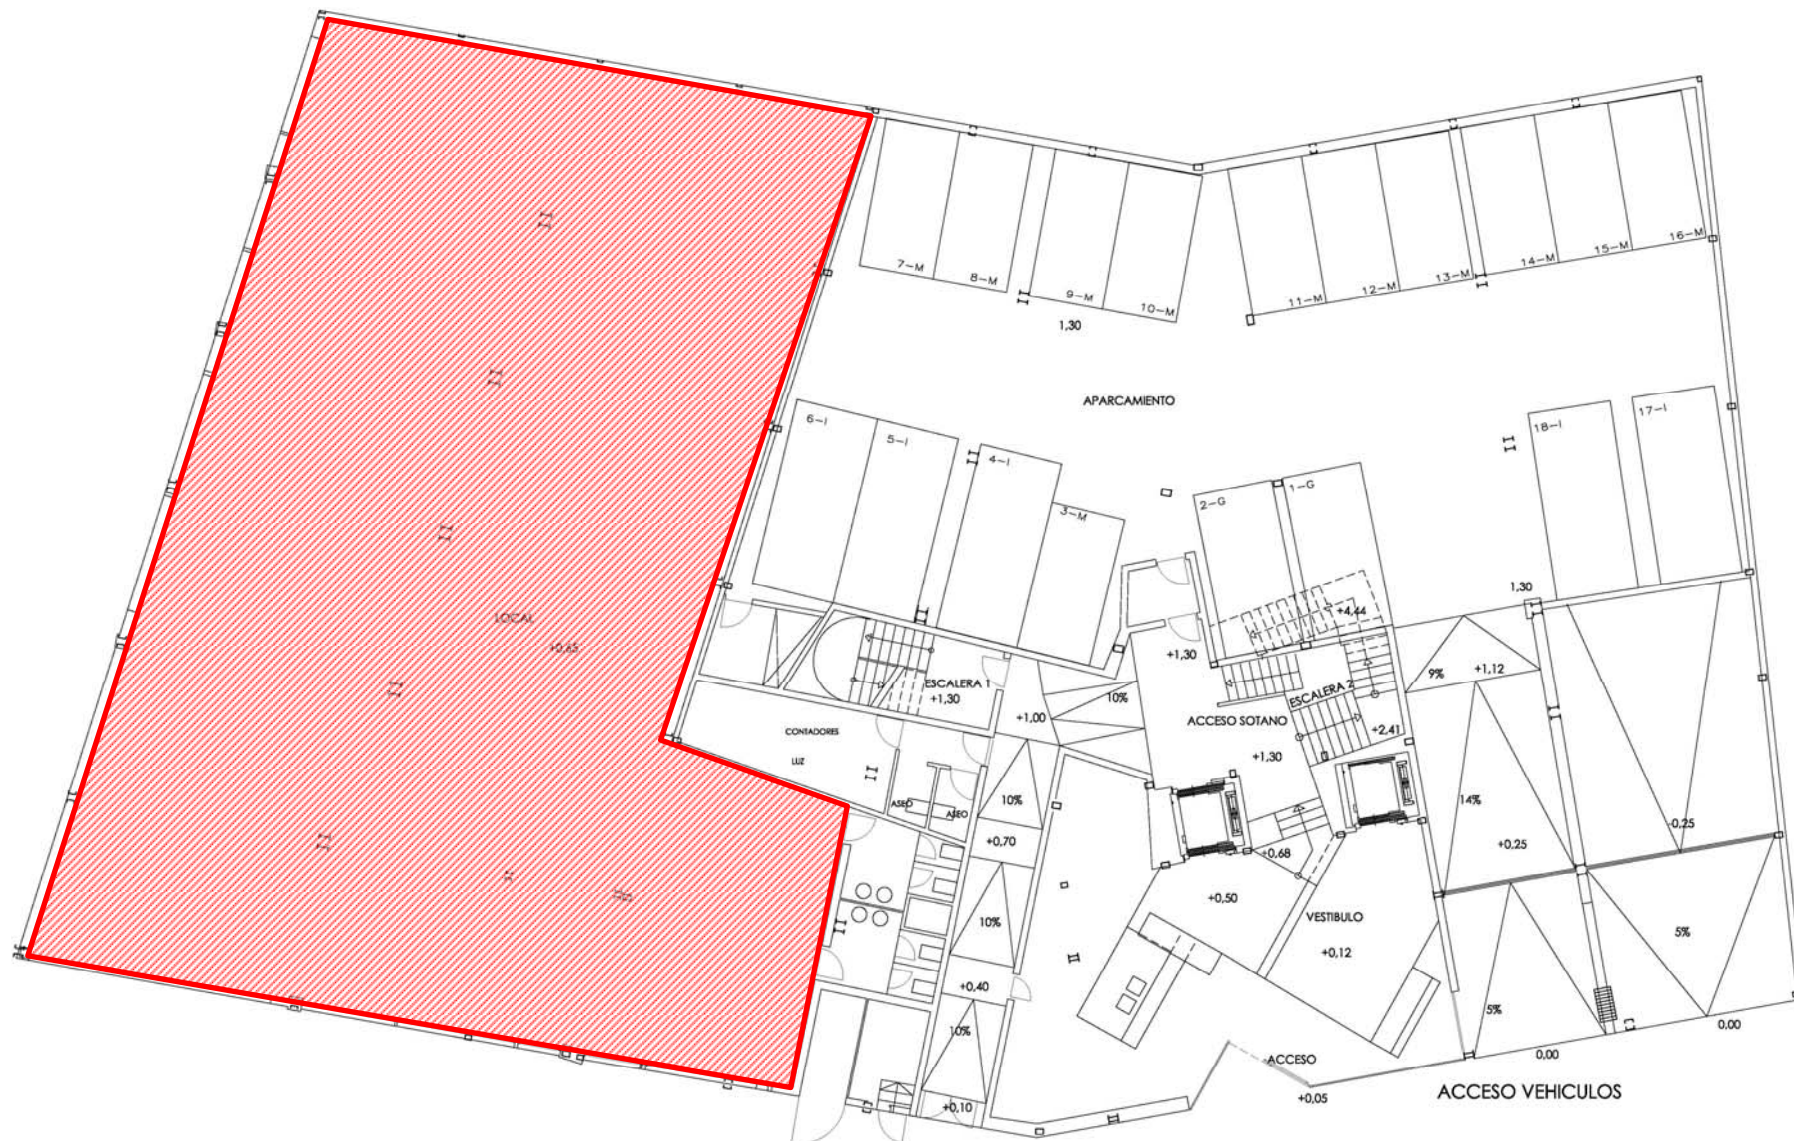 7-M
8-M
9-M
10-M
11-M
12-M
13-M
14-M
15-M
16-M
1,30
APARCAMIENTO
6-I
5-I
4-I
3-M
2-G
1-G
18-I
17-I
1,30
+4,44
LOCAL
+0,65
+1,30
ESCALERA 1
+1,30
+1,00
10%
ACCESO SOTANO
+1,30
ESCALERA 2
+2,41
9%
+1,12
CONTADORES
LUZ
ASEO
ASEO
10%
+0,70
+0,68
14%
+0,25
-0,25
+0,50
VESTIBULO
+0,12
10%
+0,40
10%
+0,10
5%
5%
0,00
0,00
ACCESO
+0,05
ACCESO VEHICULOS